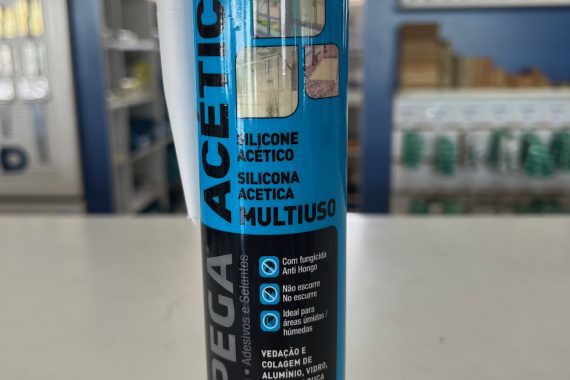 ACÉTIC
SILICONE
ACÉTICO
SILICONA
ACETICA
MULTIUSO
PEGA
• Adesivos e Selantes
Com fungicida
Anti Hongo
Não escorre
No escurre
Ideal para
áreas úmidas /
húmedas
VEDAÇÃO E
COLAGEM DE
ALUMÍNIO, VIDRO,